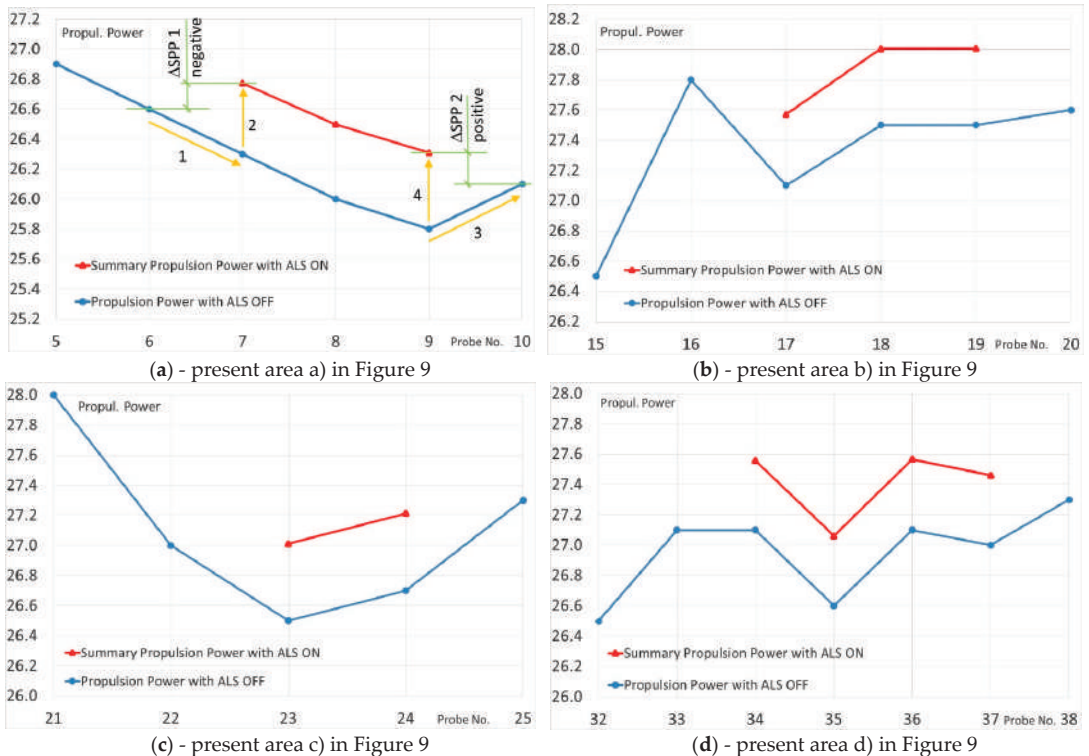 27.2
Propul. Power
27.0
26.8
26.6
26.4
26.2
26.0
25.8
25.6
25.4
25.2
ΔSPP 1
negative
ΔSPP 2
positive
1
2
3
4
Summary Propulsion Power with ALS ON
Propulsion Power with ALS OFF
5 6 7 8 9 Probe No. 10
(a) - present area a) in Figure 9
28.2
Propul. Power
28.0
27.8
27.6
27.4
27.2
27.0
26.8
26.6
26.4
26.2
Summary Propulsion Power with ALS ON
Propulsion Power with ALS OFF
15 16 17 18 19 Probe No. 20
(b) - present area b) in Figure 9
28.0
Propul. Power
27.8
27.6
27.4
27.2
27.0
26.8
26.6
26.4
26.2
26.0
Summary Propulsion Power with ALS ON
Propulsion Power with ALS OFF
21 22 23 24 Probe No. 25
(c) - present area c) in Figure 9
28.0
Propul. Power
27.8
27.6
27.4
27.2
27.0
26.8
26.6
26.4
26.2
26.0
Summary Propulsion Power with ALS ON
Propulsion Power with ALS OFF
32 33 34 35 36 37 Probe No. 38
(d) - present area d) in Figure 9